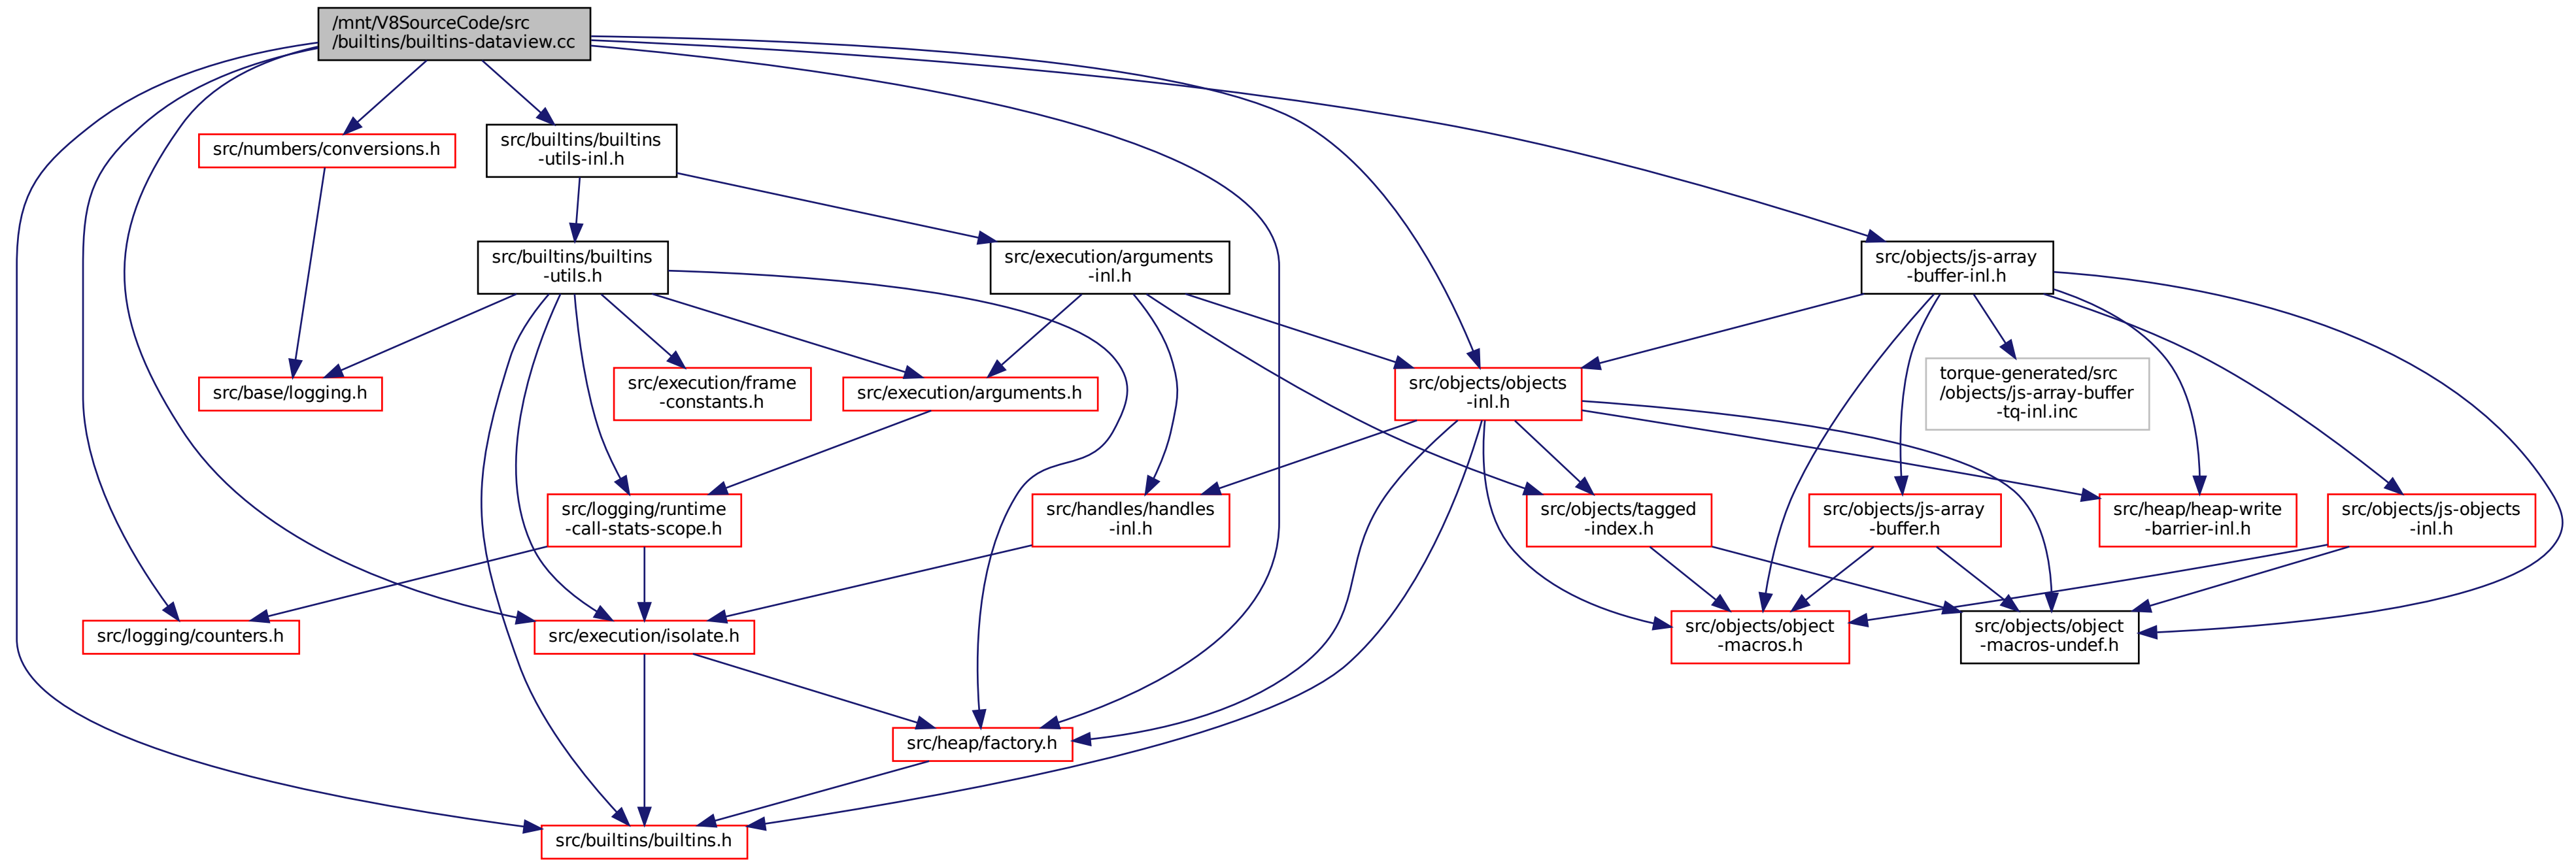 /mnt/V8SourceCode/src
/builtins/builtins-dataview.cc
src/numbers/conversions.h
src/builtins/builtins
-utils-inl.h
src/builtins/builtins
-utils.h
src/execution/arguments
-inl.h
src/objects/js-array
-buffer-inl.h
src/base/logging.h
src/execution/frame
-constants.h
src/execution/arguments.h
src/objects/objects
-inl.h
torque-generated/src
/objects/js-array-buffer
-tq-inl.inc
src/logging/runtime
-call-stats-scope.h
src/handles/handles
-inl.h
src/objects/tagged
-index.h
src/objects/js-array
-buffer.h
src/heap/heap-write
-barrier-inl.h
src/objects/js-objects
-inl.h
src/logging/counters.h
src/execution/isolate.h
src/objects/object
-macros.h
src/objects/object
-macros-undef.h
src/heap/factory.h
src/builtins/builtins.h